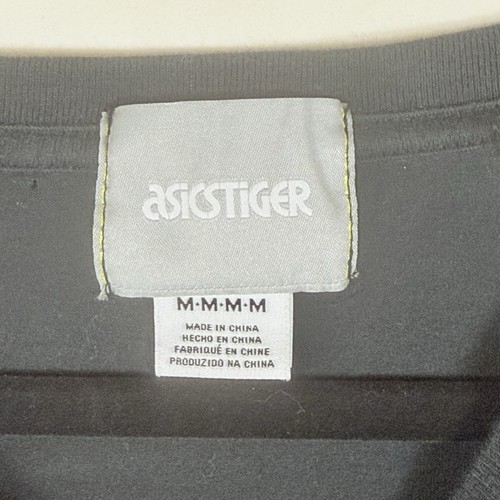 asicsTiGER
M·M·M·M
MADE IN CHINA
HECHO EN CHINA
FABRIQUÉ EN CHINE
PRODUZIDO NA CHINA